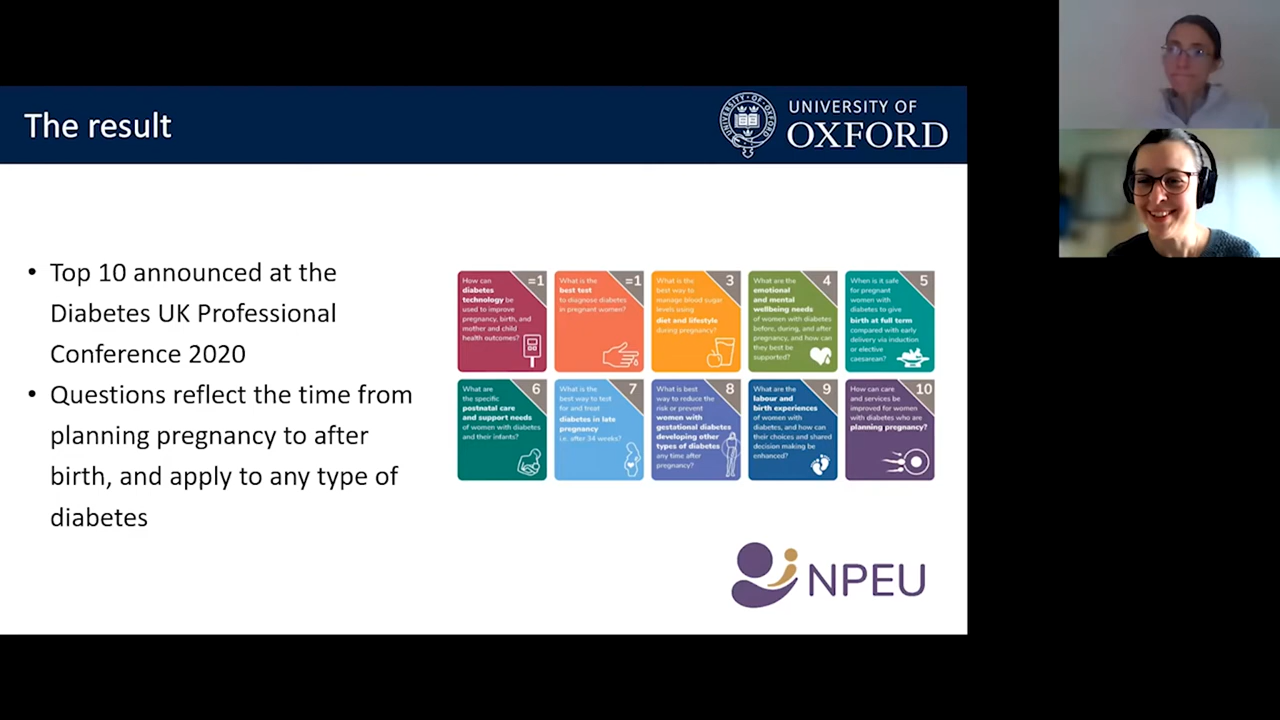 The result
UNIVERSITY OF
OXFORD
• Top 10 announced at the
Diabetes UK Professional
Conference 2020
• Questions reflect the time from
planning pregnancy to after
birth, and apply to any type of
diabetes
=1
How can
diabetes
technology be
used to improve
pregnancy, birth, and
mother and child
health outcomes?
=1
What is the
best test
to diagnose diabetes
in pregnant women?
3
What is the
best way to
manage blood sugar
levels using
diet and lifestyle
during pregnancy?
4
What are the
emotional
and mental
wellbeing needs
of women with diabetes
before, during, and after
pregnancy, and how can
they best be
supported?
5
When is it safe
for pregnant
women with
diabetes to give
birth at full term
compared with early
delivery via induction
or elective
caesarean?
6
What are
the specific
postnatal care
and support needs
of women with diabetes
and their infants?
7
What is the
best way to test
for and treat
diabetes in late
pregnancy
i.e. after 34 weeks?
8
What is best
way to reduce the
risk or prevent
women with
gestational diabetes
developing other
types of diabetes
any time after
pregnancy?
9
What are the
labour and
birth experiences
of women with
diabetes, and how can
their choices and shared
decision making be
enhanced?
10
How can care
and services be
improved for women
with diabetes who are
planning pregnancy?
NPEU